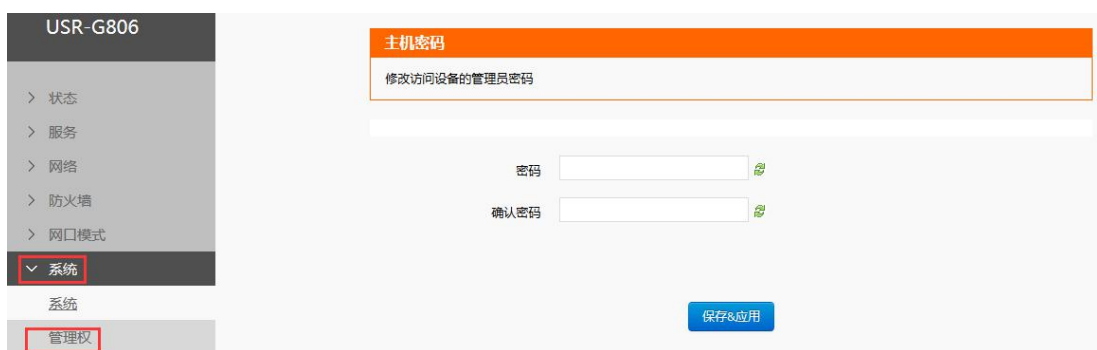 USR-G806
主机密码
修改访问设备的管理员密码
状态
服务
网络
防火墙
网口模式
系统
系统
管理权
密码
确认密码
保存&应用